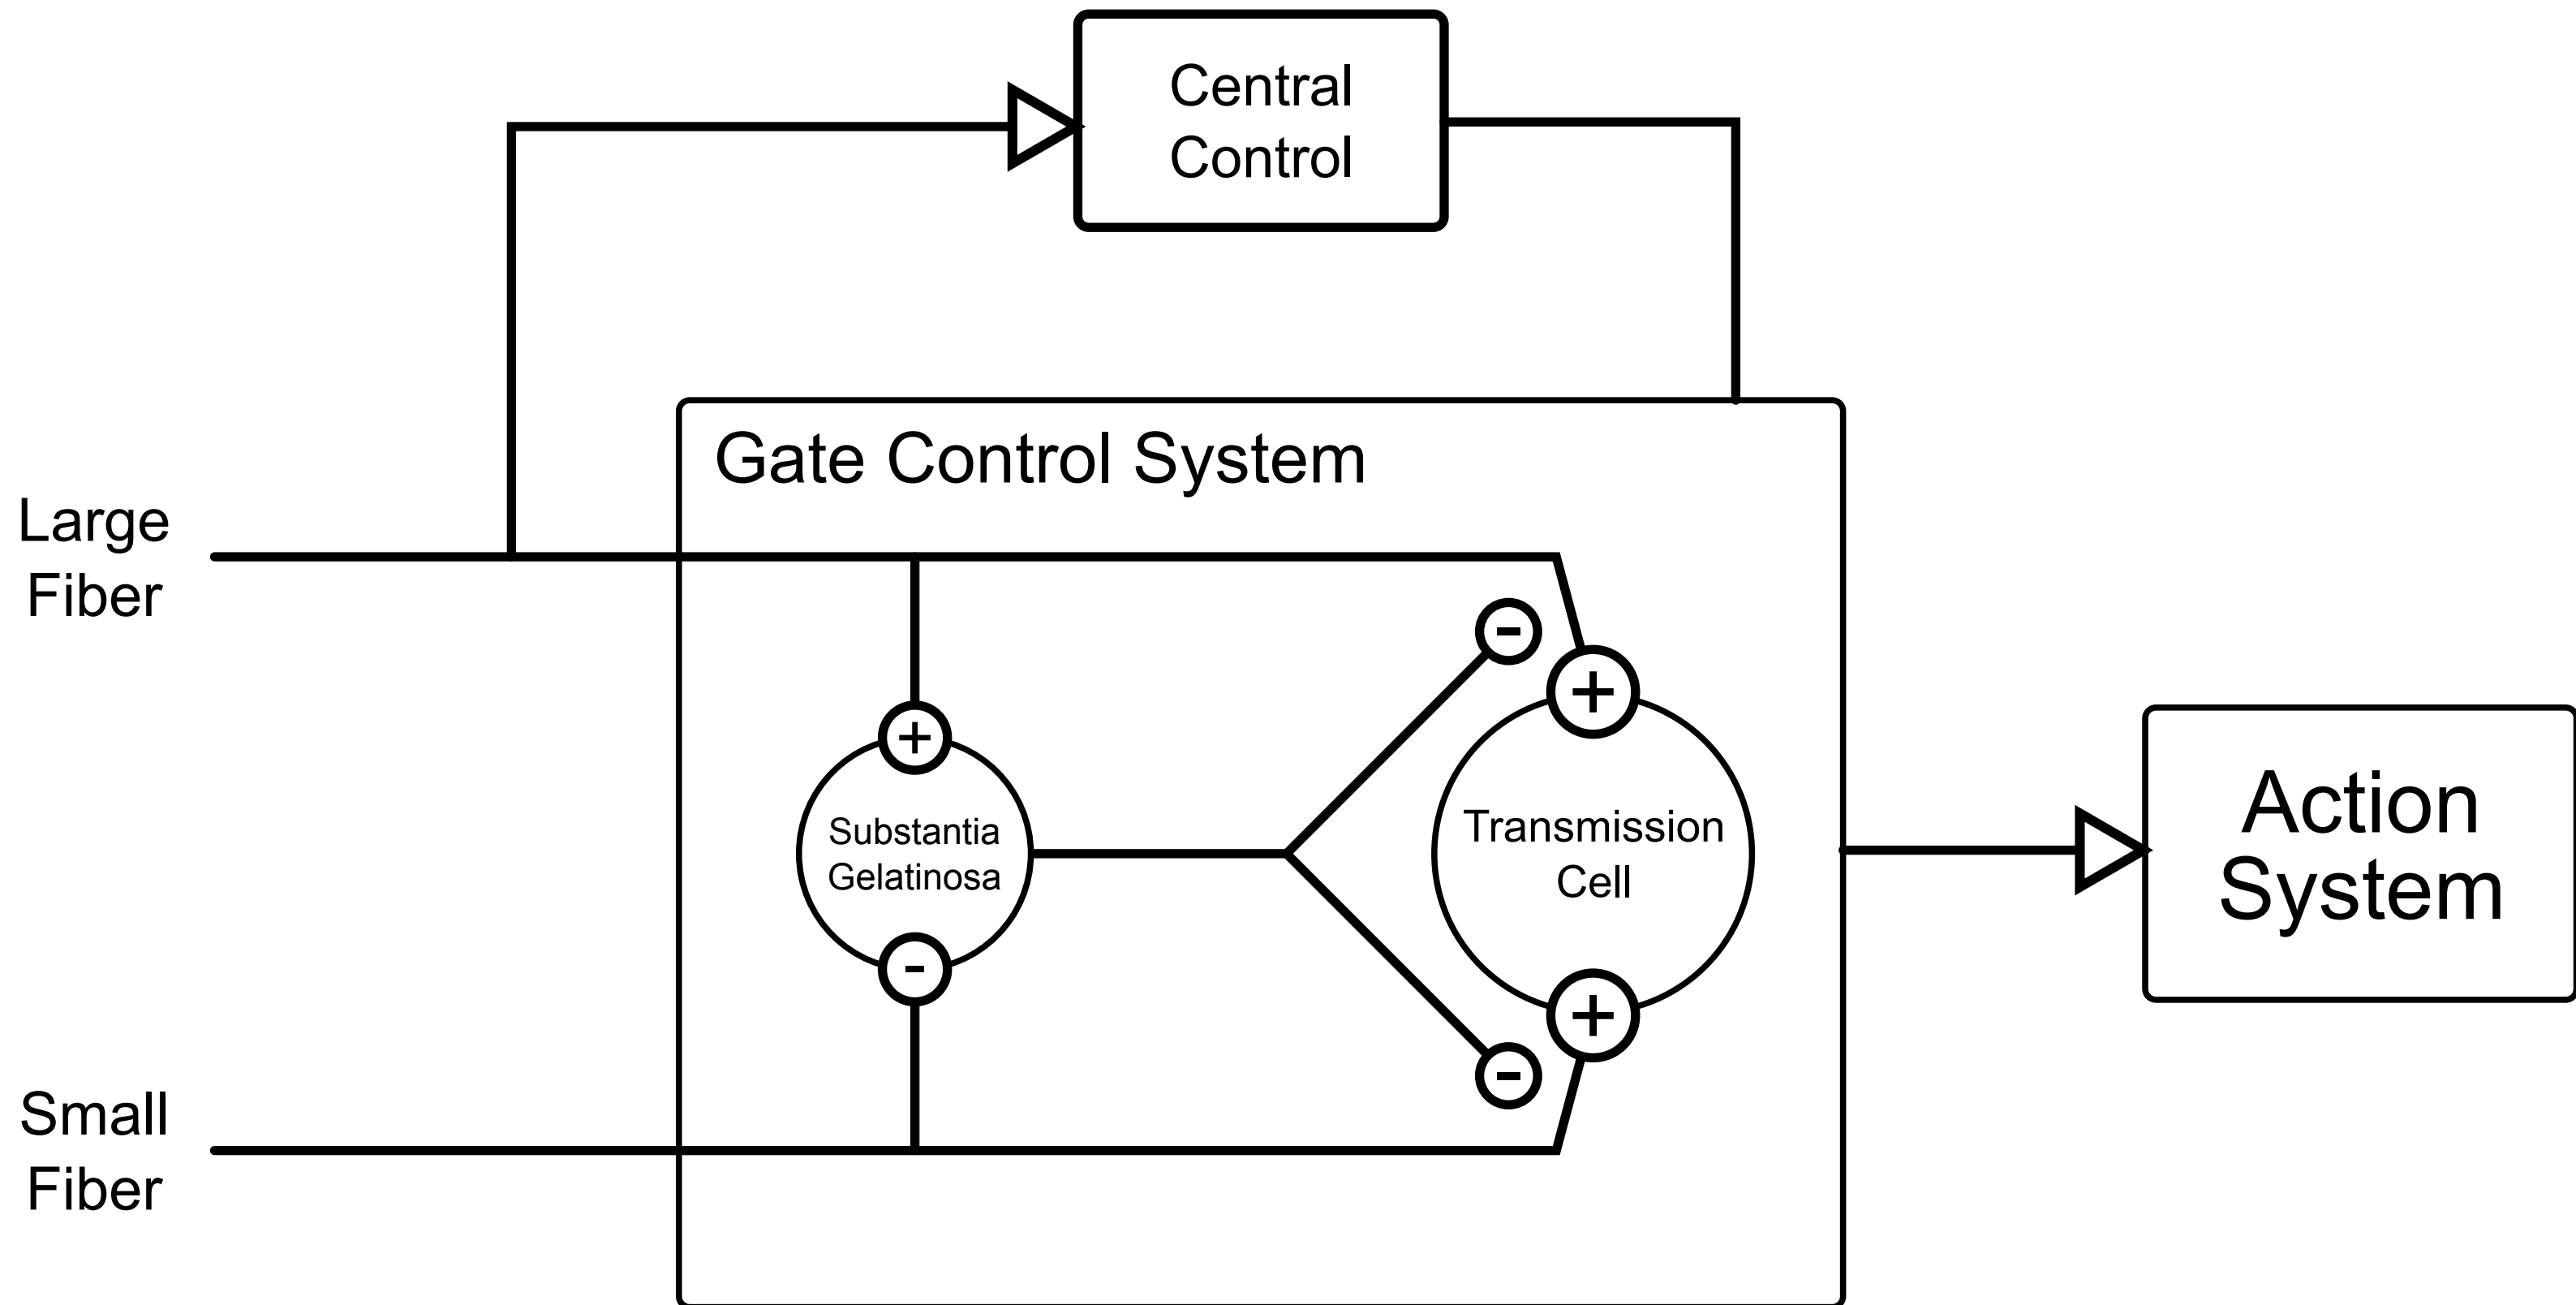 Central
Control
Gate Control System
Large
Fiber
-
+
+
Substantia
Gelatinosa
Transmission
Cell
Action
System
-
+
-
Small
Fiber